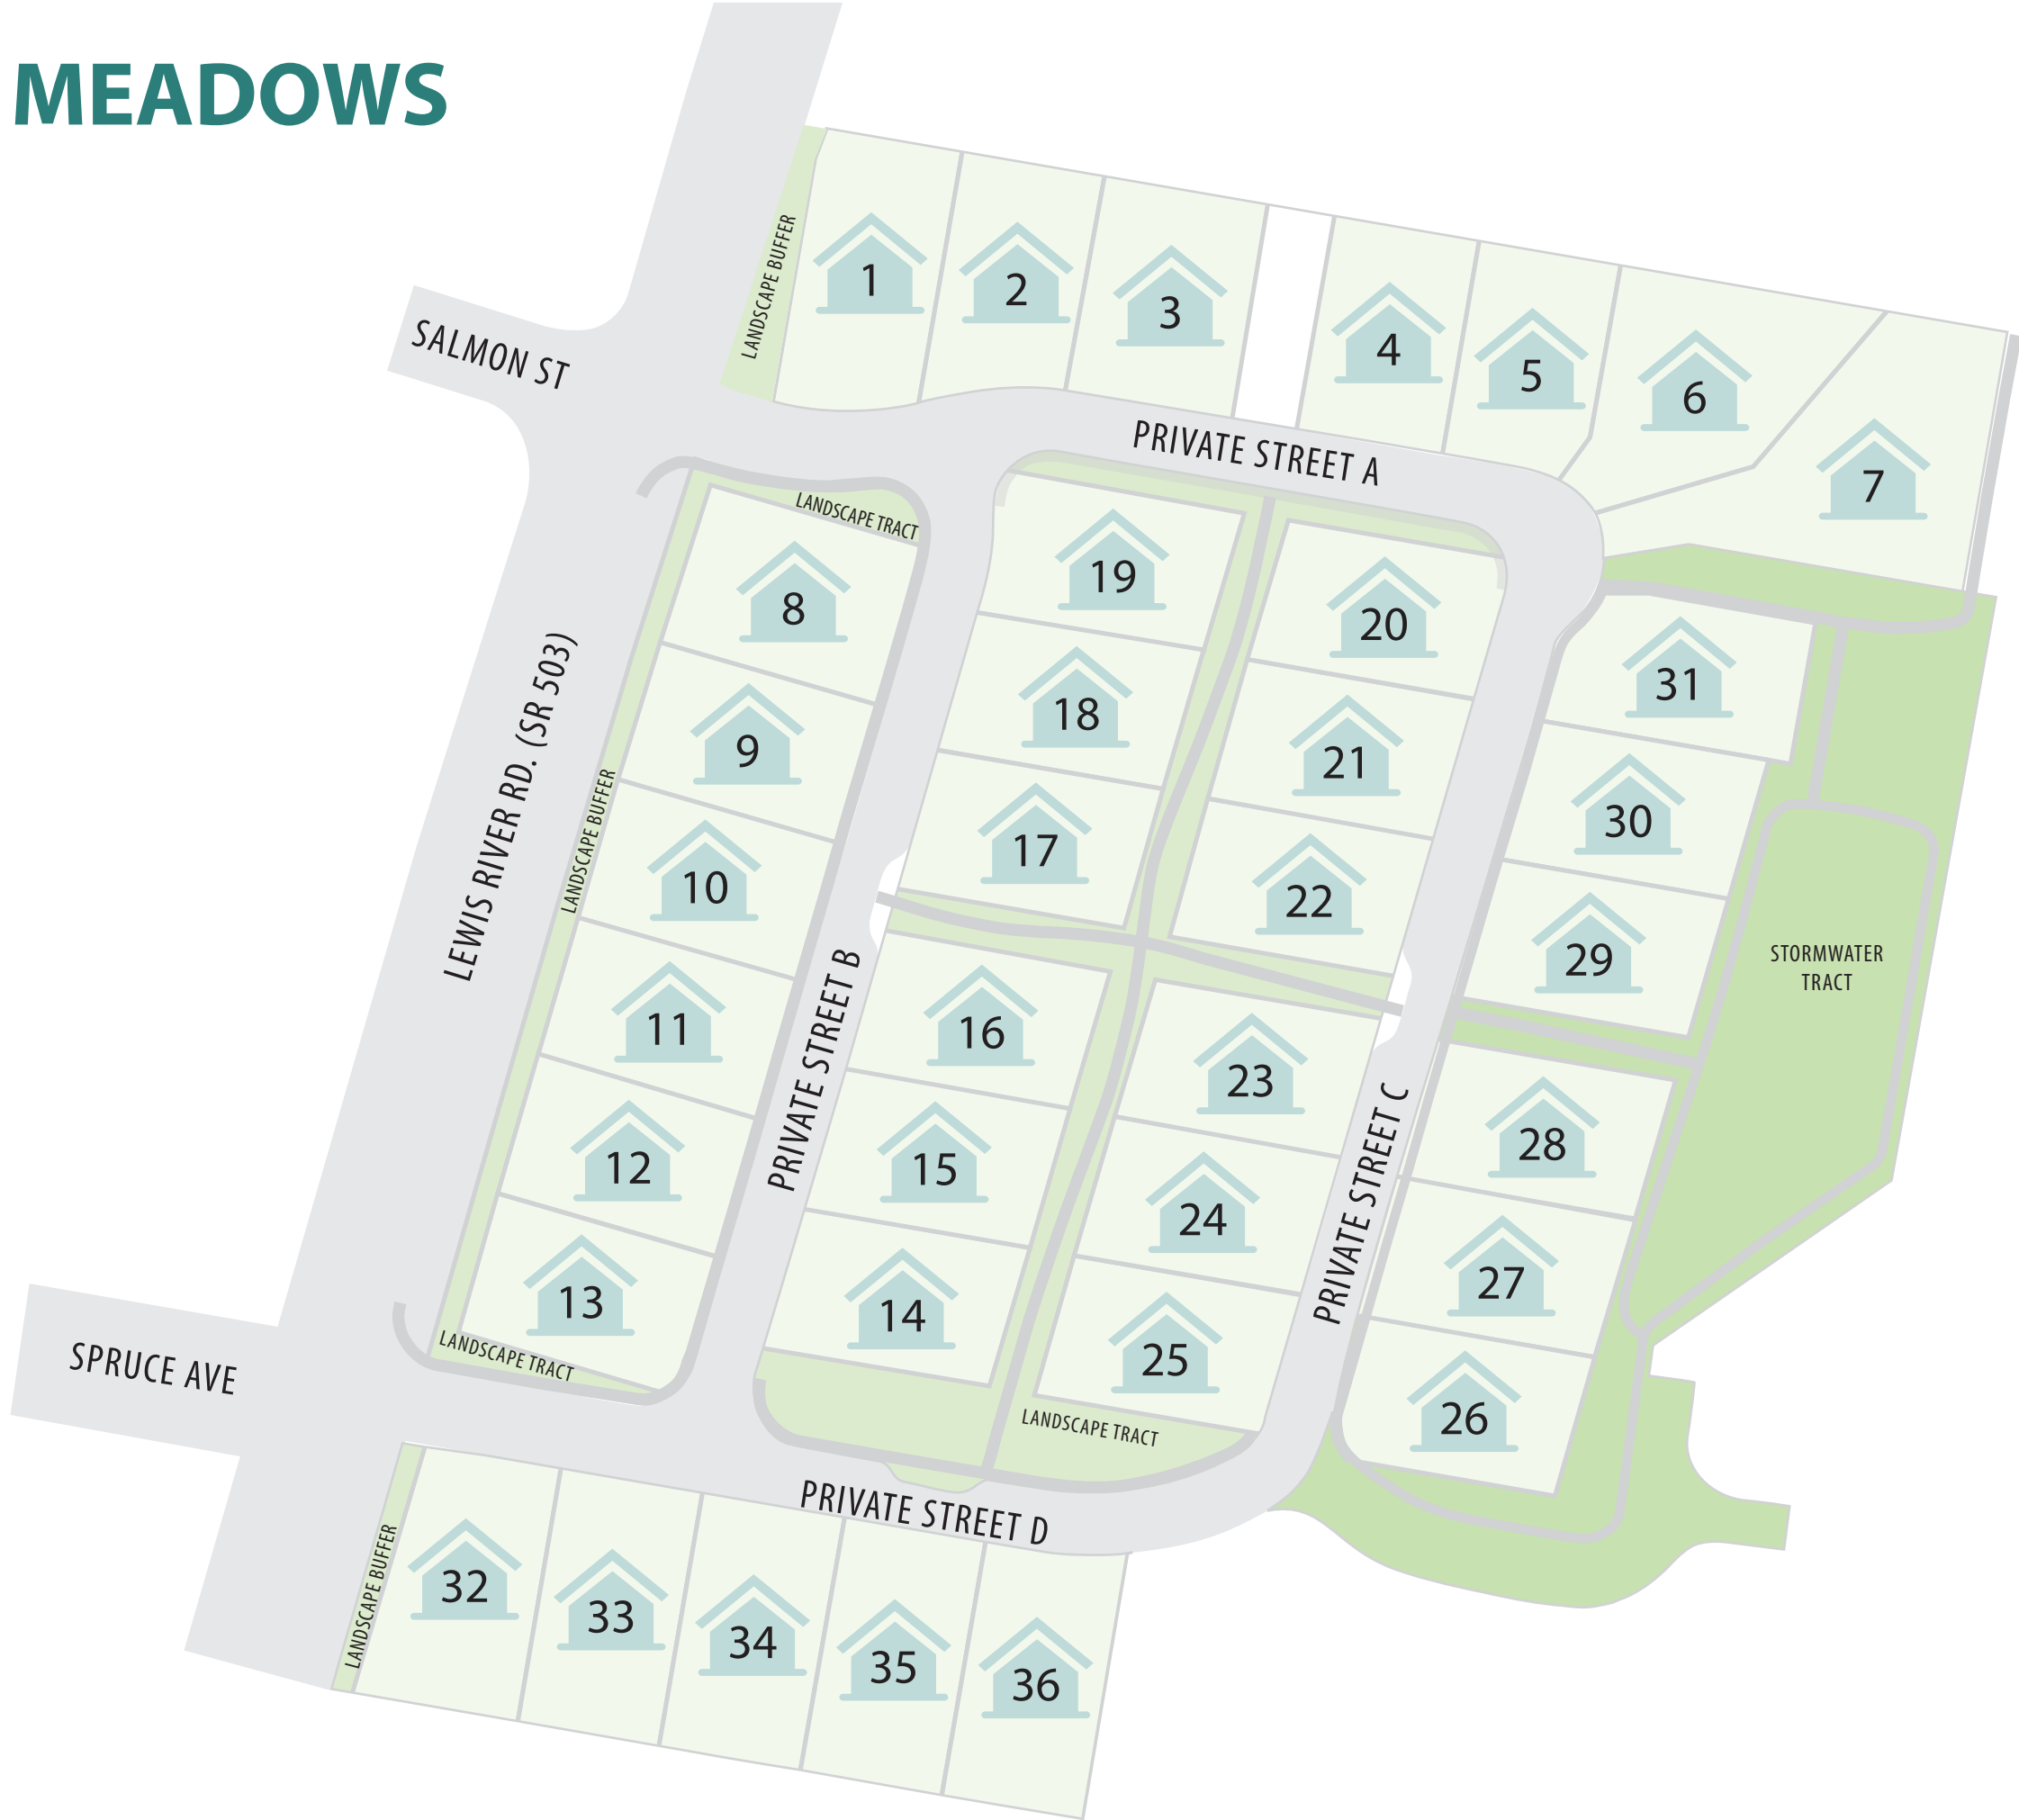 MEADOWS
LANDSCAPE BUFFER
1
2
3
4
5
6
7
SALMON ST
PRIVATE STREET A
LANDSCAPE TRACT
8
9
10
11
12
13
LEWIS RIVER RD. (SR 503)
LANDSCAPE BUFFER
PRIVATE STREET B
19
18
17
16
15
14
20
21
22
23
24
25
PRIVATE STREET C
31
30
29
28
27
26
STORMWATER
TRACT
SPRUCE AVE
LANDSCAPE TRACT
LANDSCAPE TRACT
PRIVATE STREET D
LANDSCAPE BUFFER
32
33
34
35
36